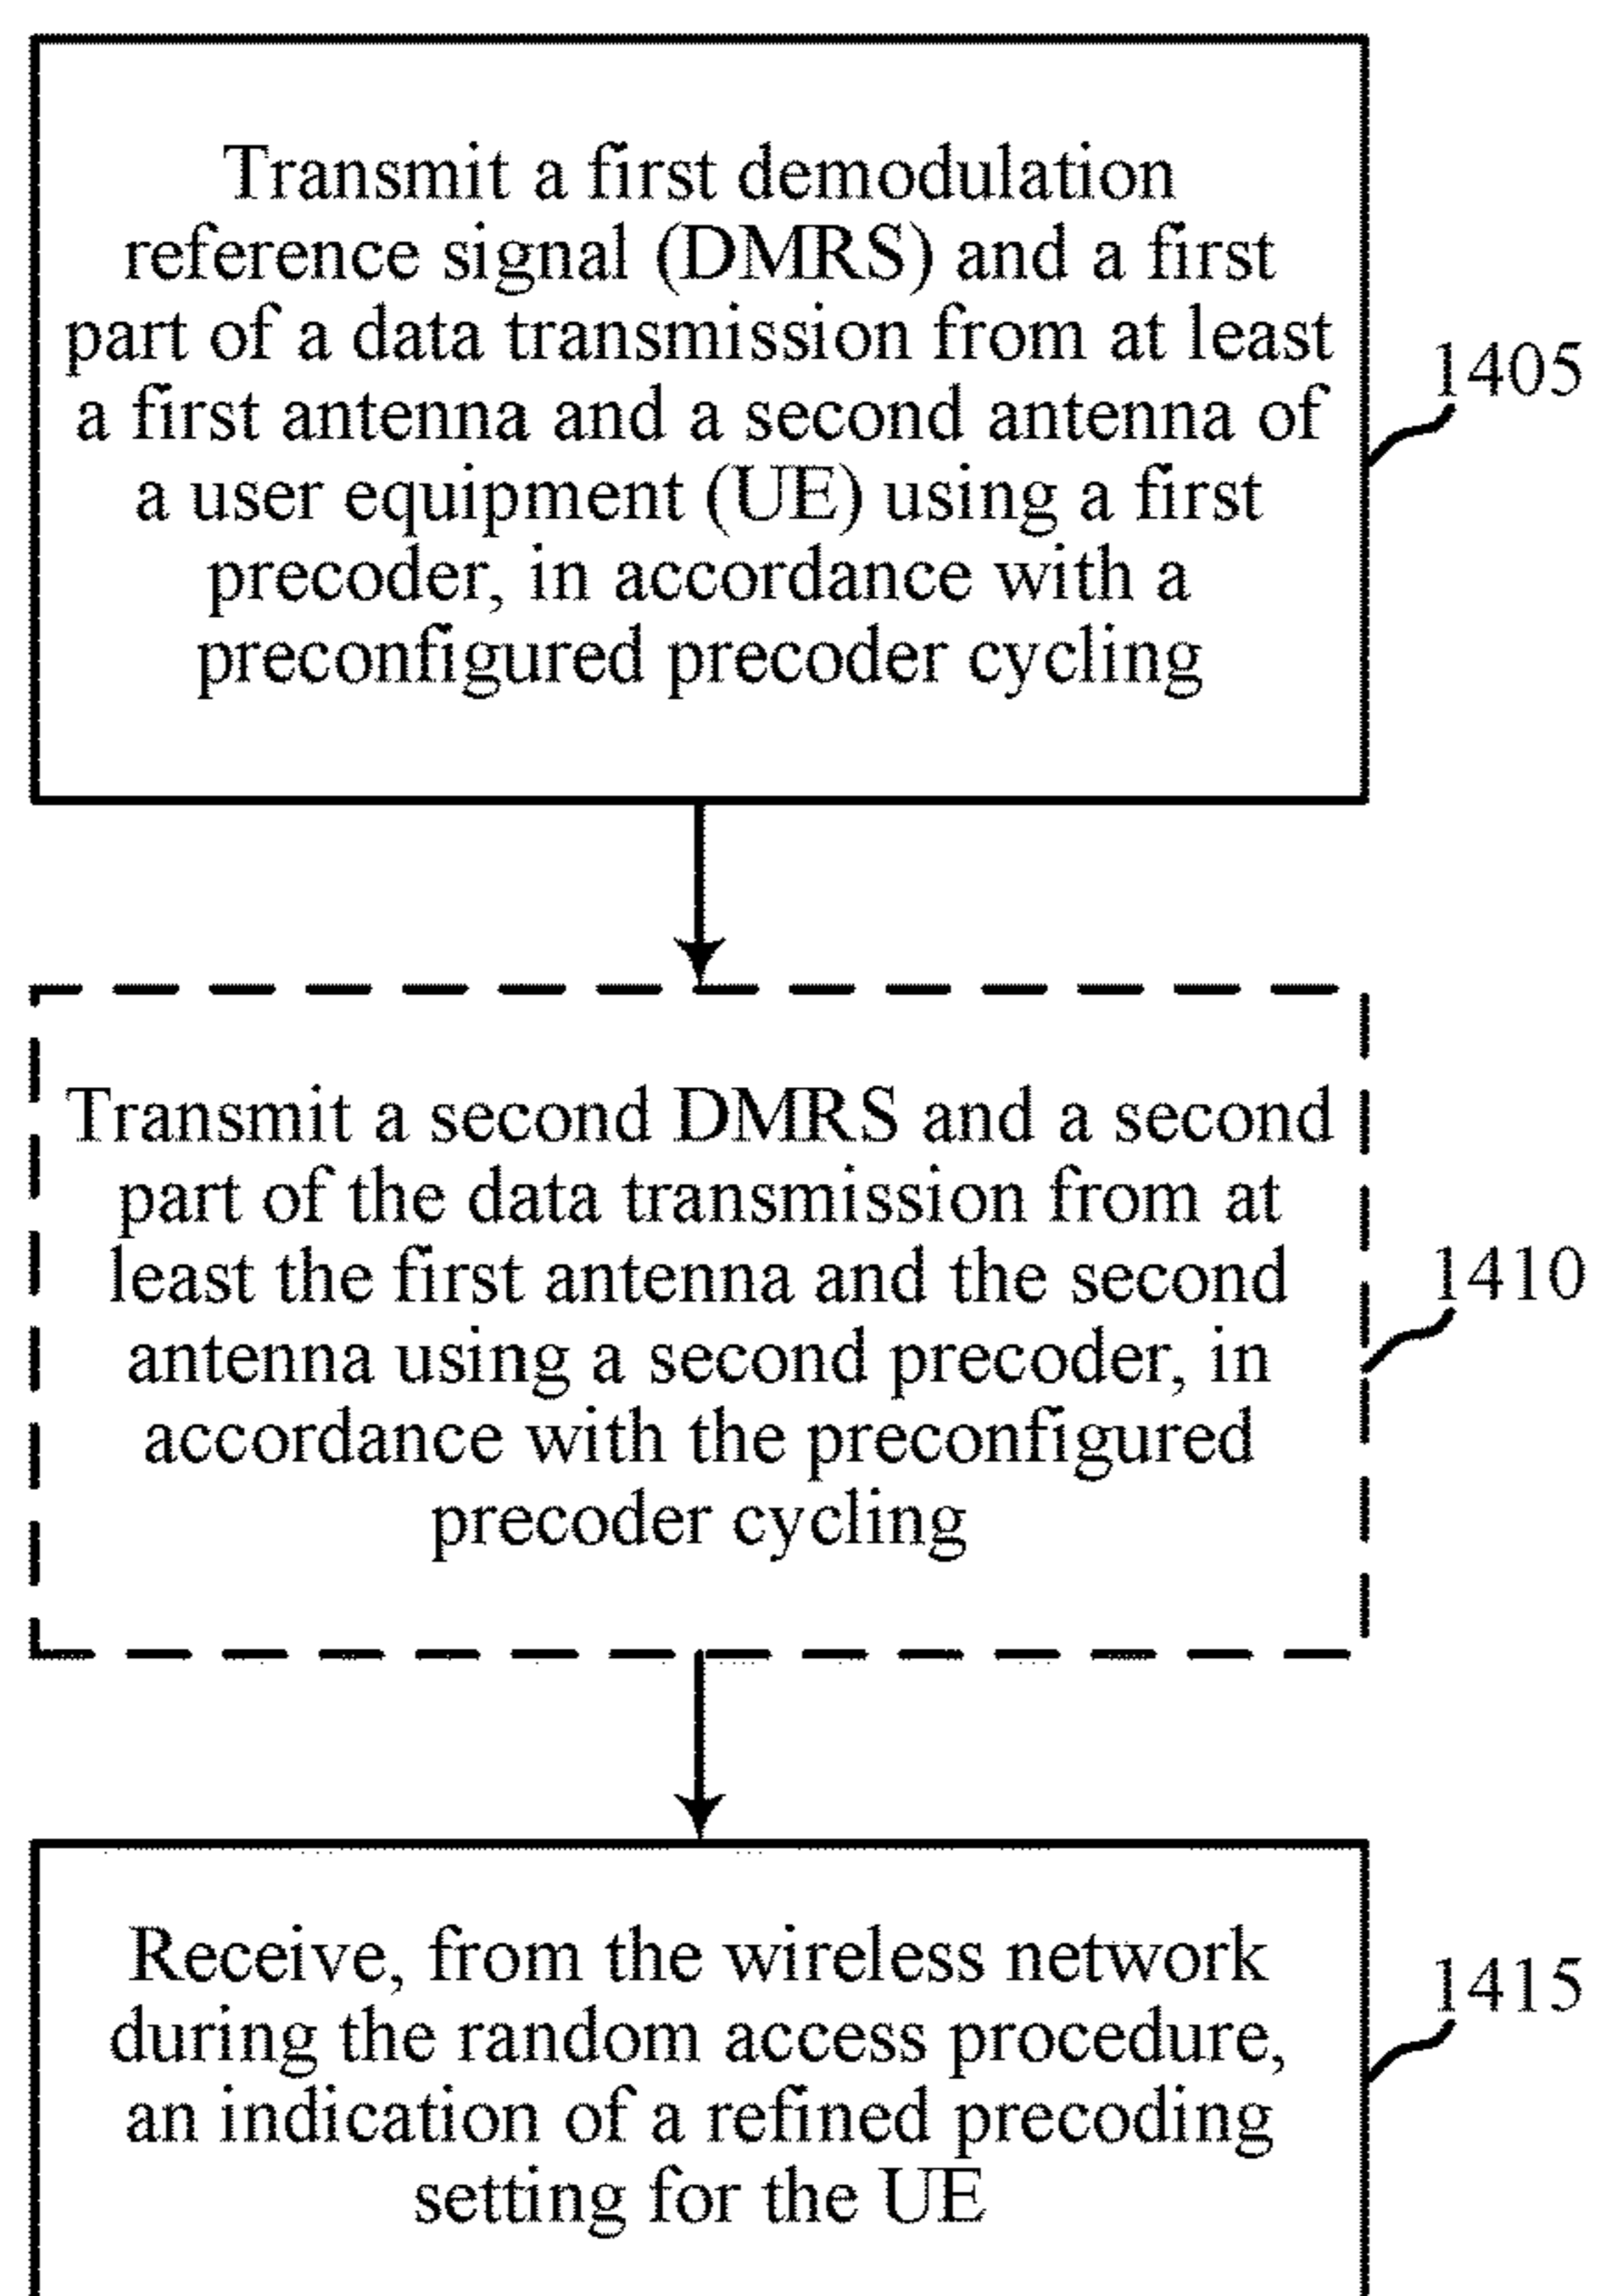 Transmit a first demodulation
reference signal (DMRS) and a first
part of a data transmission from at least
a first antenna and a second antenna of
a user equipment (UE) using a first
precoder, in accordance with a
preconfigured precoder cycling
1405
Transmit a second DMRS and a second
part of the data transmission from at
least the first antenna and the second
antenna using a second precoder, in
accordance with the preconfigured
precoder cycling
1410
Receive, from the wireless network
during the random access procedure,
an indication of a refined precoding
setting for the UE
1415